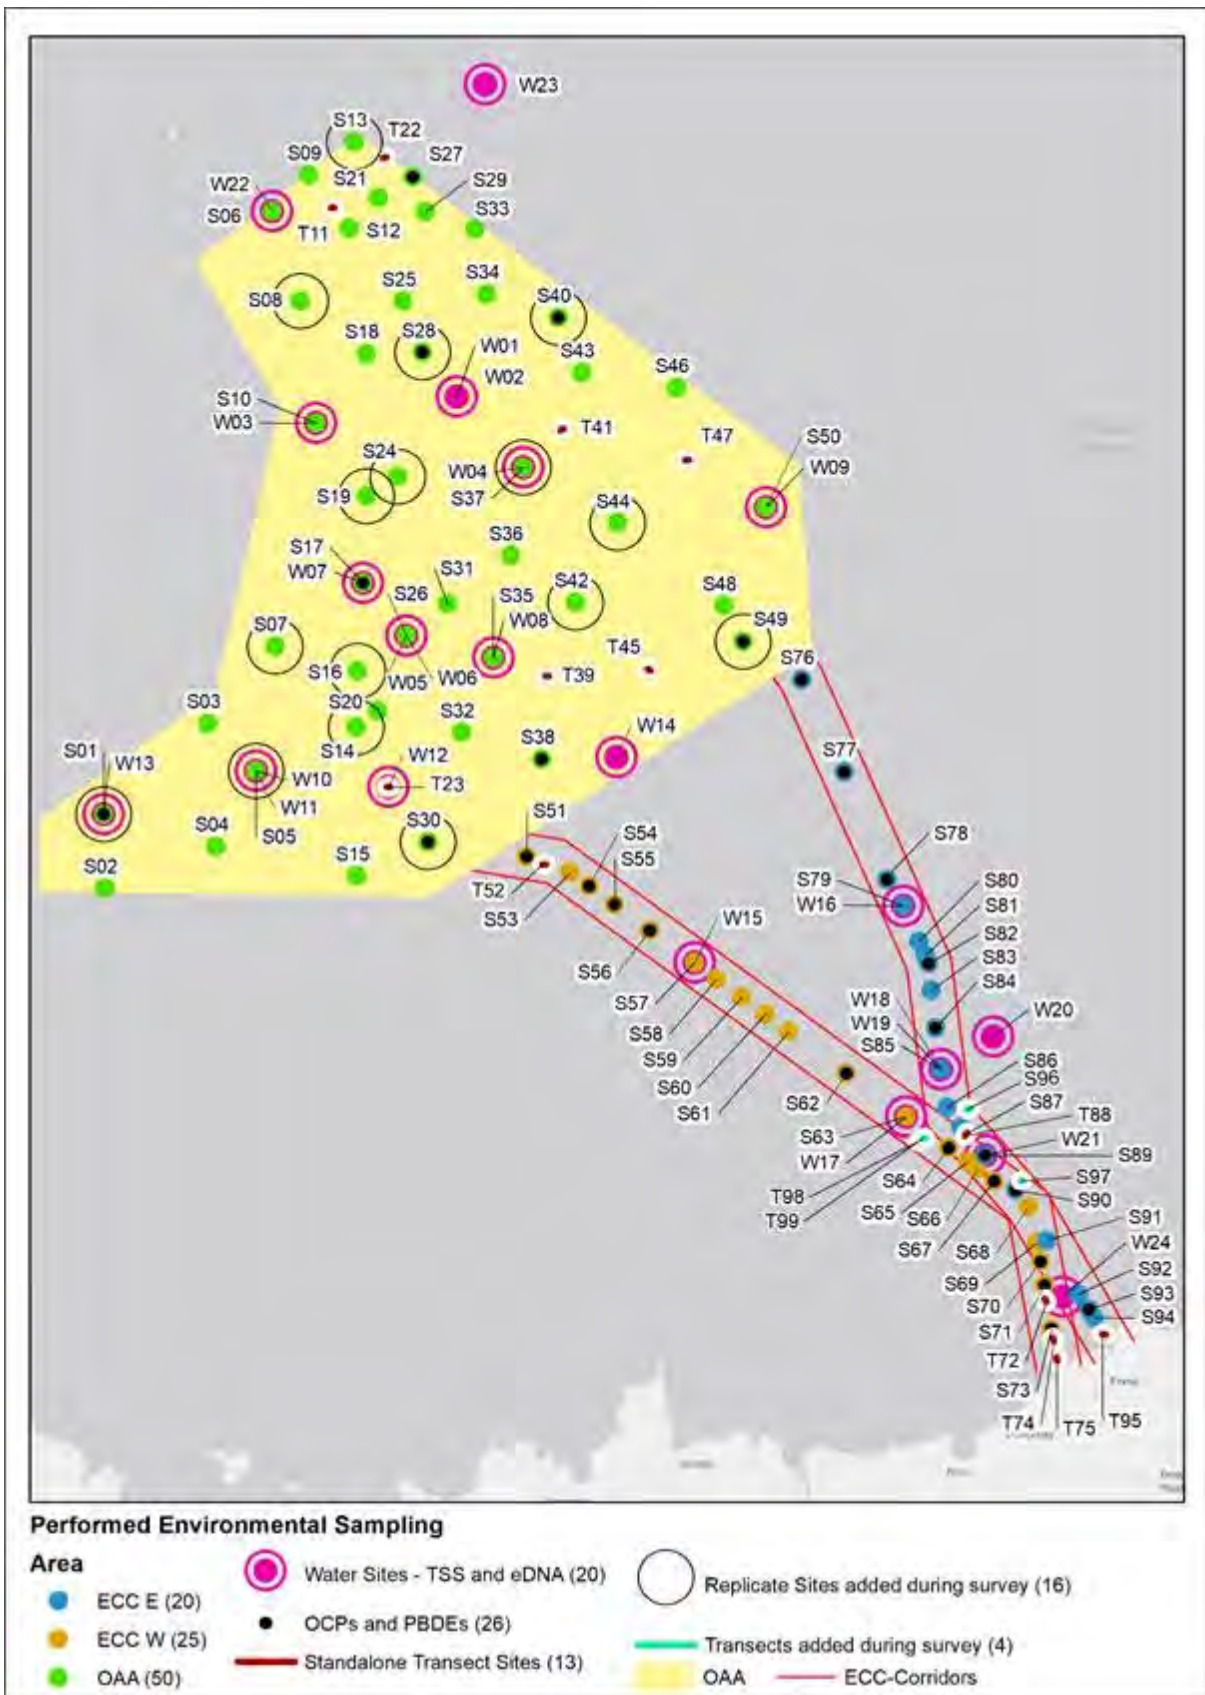 W23
S13
T22
S09
S27
S21
S29
W22
S06
T11
S12
S33
S34
S25
S08
S40
S28
S18
W01
S43
W02
S46
S10
W03
T41
T47
S50
S24
W04
W09
S19
S37
S44
S36
S17
W07
S31
S26
S35
S42
S48
W08
S07
S49
T45
S76
S16
W05
W06
T39
S03
S20
S32
S38
W14
S01
W13
S14
W12
S77
W10
T23
W11
S04
S30
S51
S05
S54
S78
S02
S15
S55
T52
S79
S80
W16
S81
S53
W15
S82
S56
S83
S57
S84
W18
W20
S58
W19
S59
S85
S60
S86
S96
S61
S62
S87
T88
S63
W21
W17
S89
S64
S97
T98
S90
S65
T99
S66
S91
S67
S68
W24
S69
S92
S70
S93
S94
S71
T72
S73
T74
T75
T95
Performed Environmental Sampling
Area
ECC E (20)
ECC W (25)
OAA (50)
Water Sites - TSS and eDNA (20)
OCPs and PBDEs (26)
Standalone Transect Sites (13)
Replicate Sites added during survey (16)
Transects added during survey (4)
OAA
ECC-Corridors